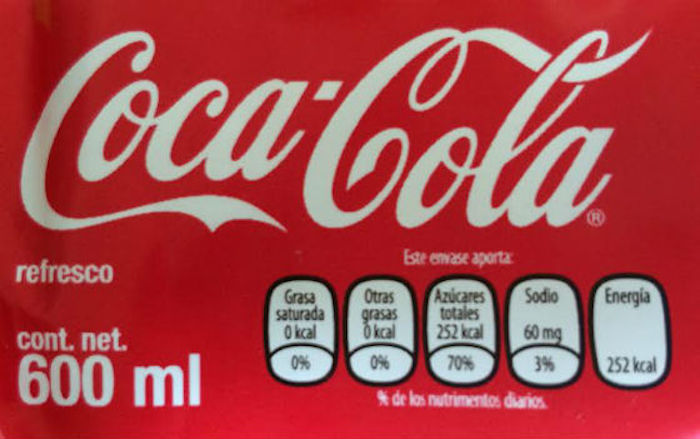 Coca-Cola®
refresco
cont. net.
600 ml
Este envase aporta:
Grasa
saturada
0 kcal
0%
Otras
grasas
0 kcal
0%
Azúcares
totales
252 kcal
70%
Sodio
60 mg
3%
Energía
252 kcal
% de los nutrimentos diarios.